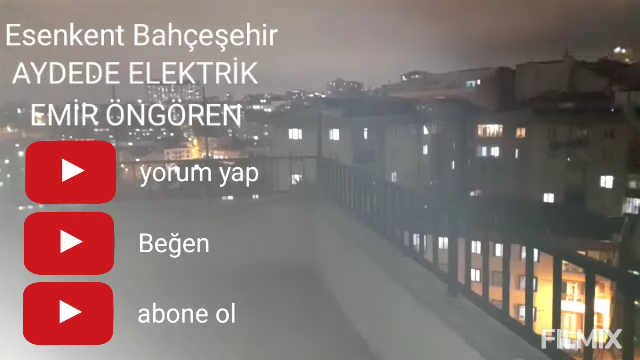 Esenkent Bahçeşehir
AYDEDE ELEKTRİK
EMİR ÖNGÖREN
yorum yap
Beğen
abone ol
FILMIX